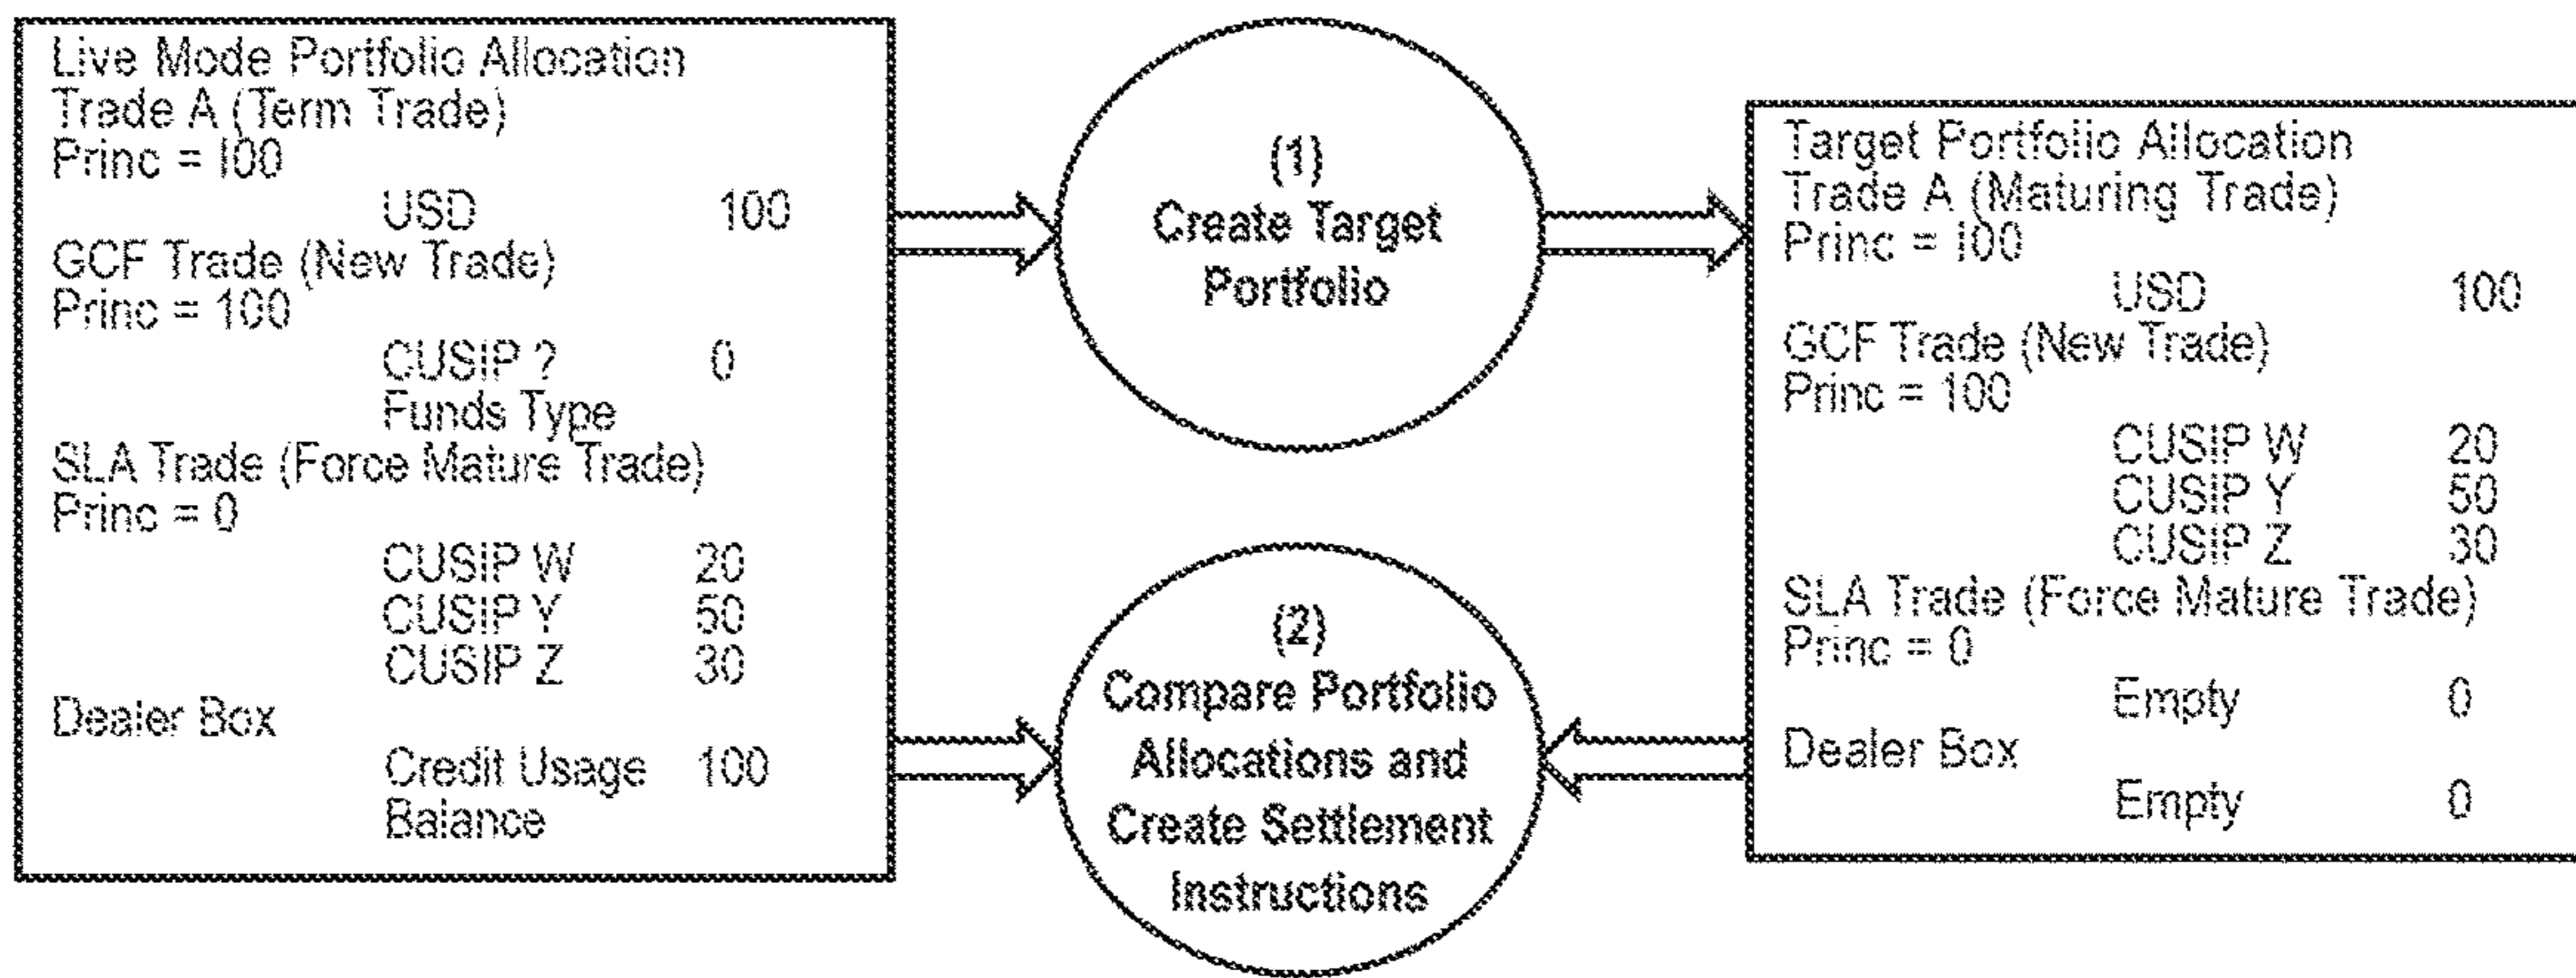 Live Mode Portfolio Allocation
Trade A (Term Trade)
Princ = I00
USD 100
GCF Trade (New Trade)
Princ = 100
CUSIP ? 0
Funds Type
SLA Trade (Force Mature Trade)
Princ = 0
CUSIP W 20
CUSIP Y 50
CUSIP Z 30
Dealer Box
Credit Usage 100
Balance
(1)
Create Target
Portfolio
(2)
Compare Portfolio
Allocations and
Create Settlement
Instructions
Target Portfolio Allocation
Trade A (Maturing Trade)
Princ = I00
USD 100
GCF Trade (New Trade)
Princ = 100
CUSIP W 20
CUSIP Y 50
CUSIP Z 30
SLA Trade (Force Mature Trade)
Princ = 0
Empty 0
Dealer Box
Empty 0